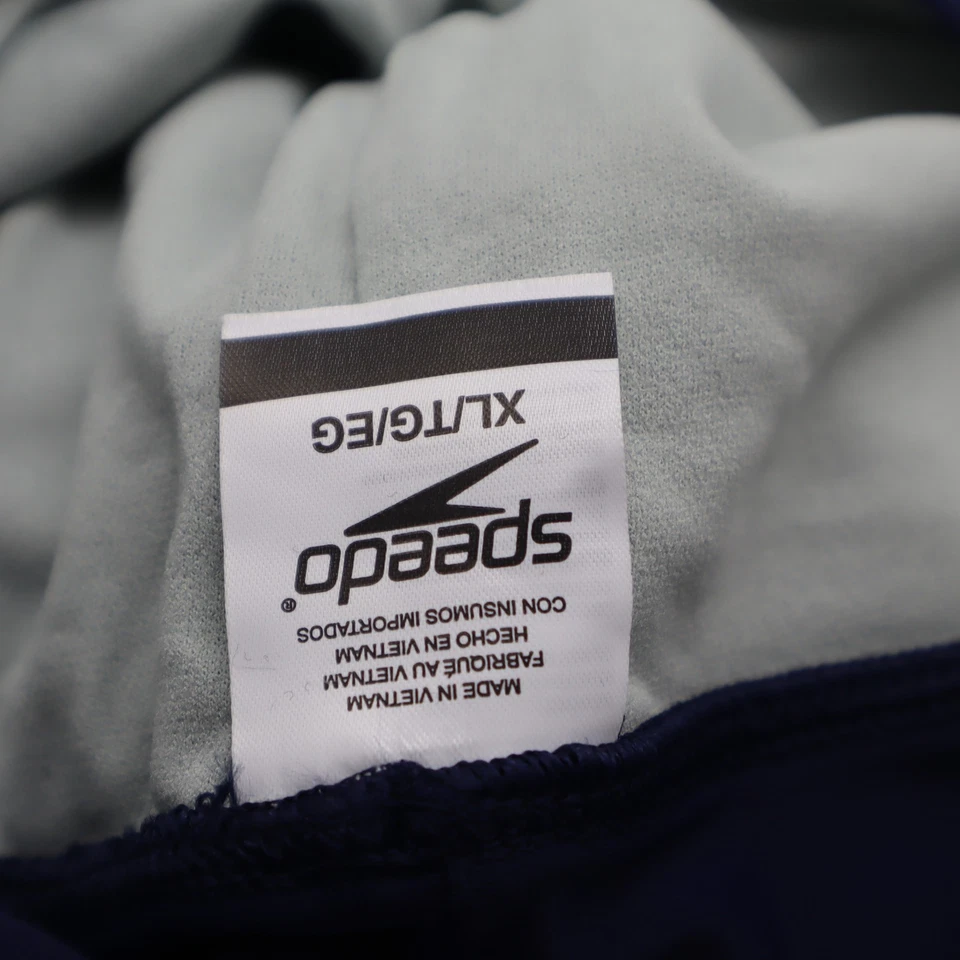 MADE IN VIETNAM
FABRIQUÉ AU VIETNAM
HECHO EN VIETNAM
CON INSUMOS IMPORTADOS
speedo®
XL/TG/EG